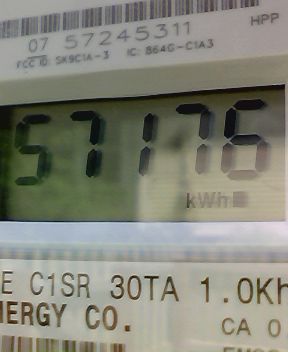 07 57245311
HPP
FCC ID: SK9C1A-3 IC: 864G-C1A3
57176
kWh
E C1SR 30TA 1.0Kh
NERGY CO.
CA 0